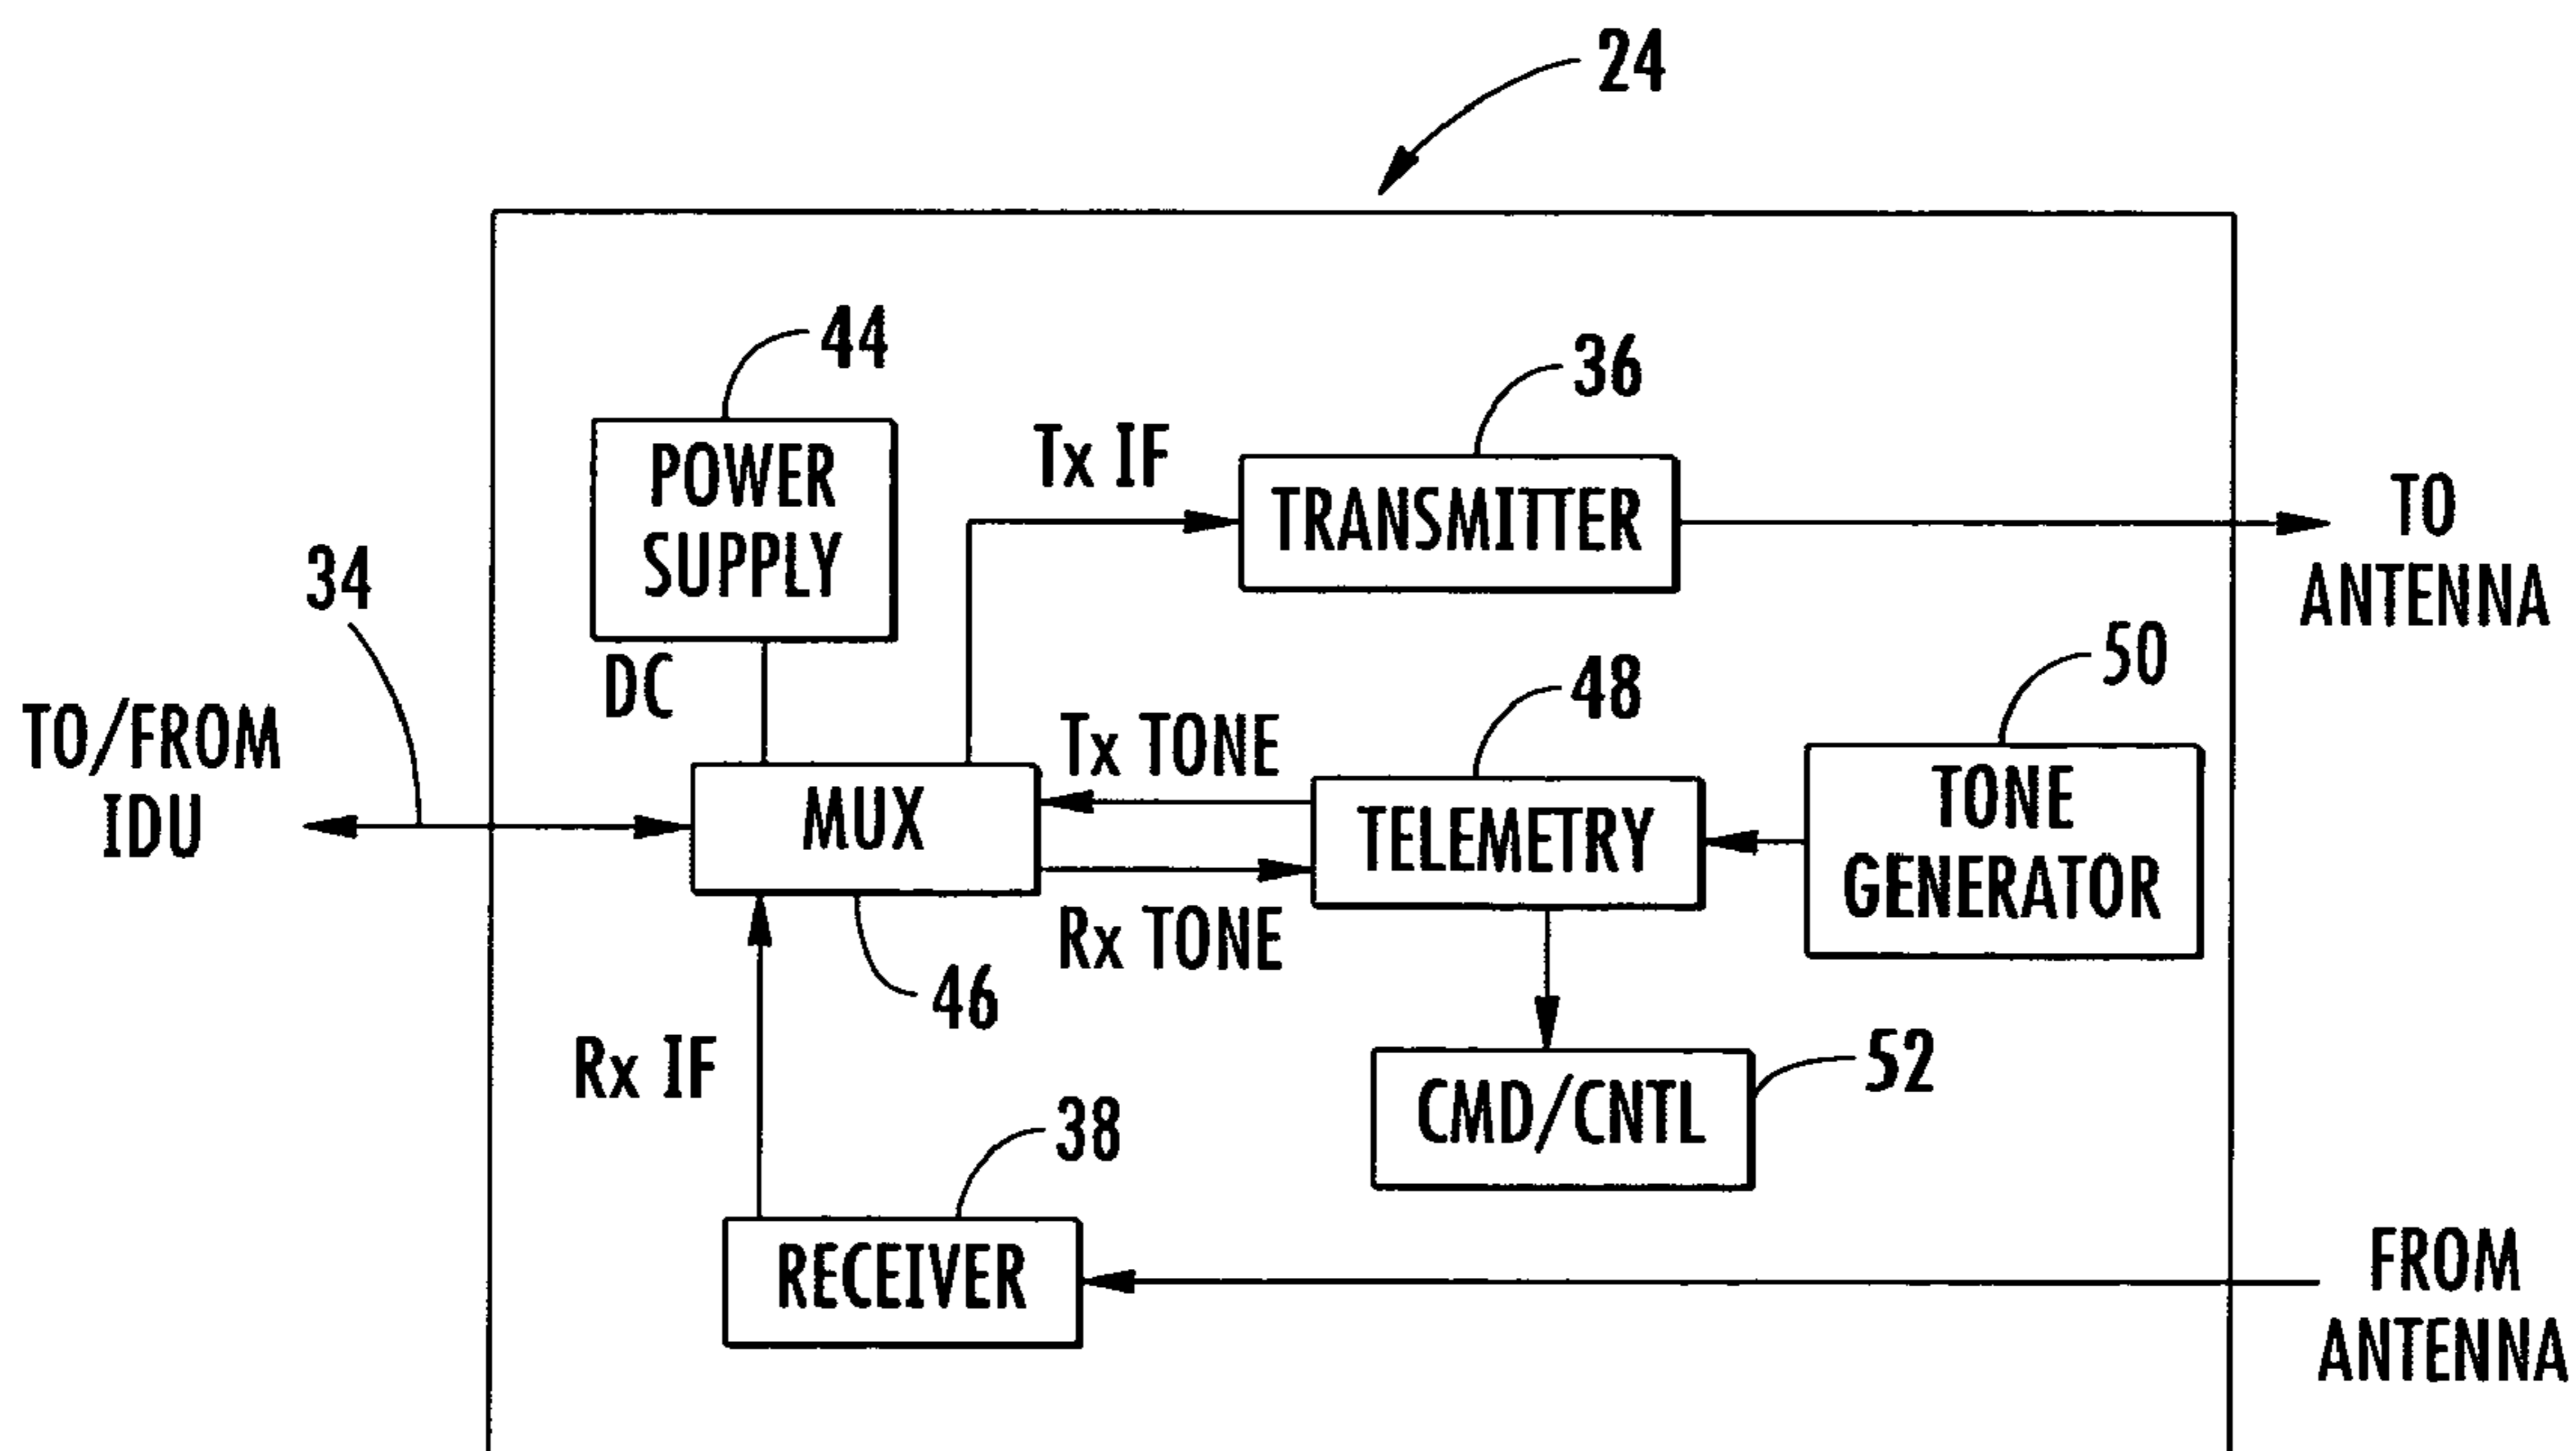 24
44
POWER
SUPPLY
DC
36
Tx IF
TRANSMITTER
TO
ANTENNA
34
TO/FROM
IDU
MUX
46
Tx TONE
Rx TONE
48
TELEMETRY
50
TONE
GENERATOR
CMD/CNTL
52
Rx IF
38
RECEIVER
FROM
ANTENNA